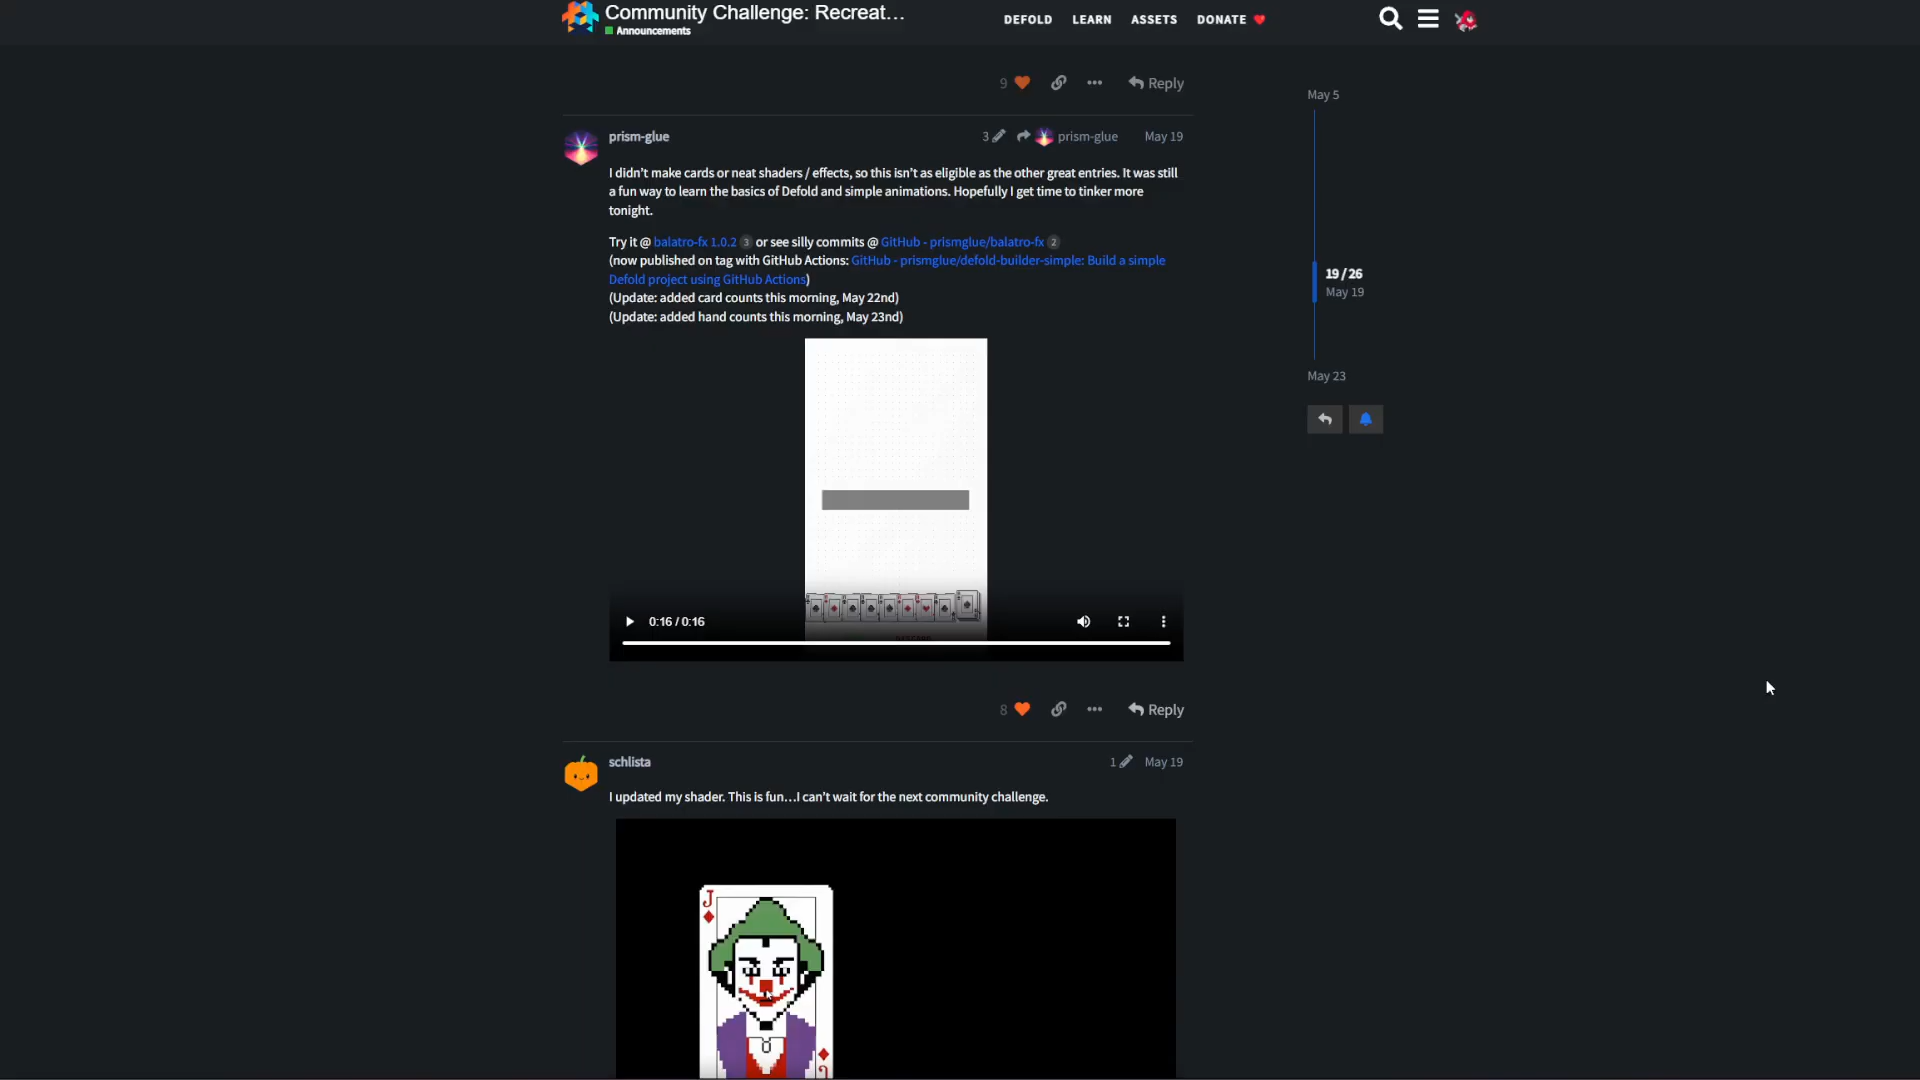 Community Challenge: Recreat…
Announcements
DEFOLD LEARN ASSETS DONATE
9 Reply
May 5
prism-glue 3 prism-glue May 19
I didn't make cards or neat shaders / effects, so this isn't as eligible as the other great entries. It was still
a fun way to learn the basics of Defold and simple animations. Hopefully I get time to tinker more
tonight.
Try it @ balatro-fx 1.0.2 3 or see silly commits @ GitHub - prismglue/balatro-fx 2
(now published on tag with GitHub Actions: GitHub - prismglue/defold-builder-simple: Build a simple
Defold project using GitHub Actions)
(Update: added card counts this morning, May 22nd)
(Update: added hand counts this morning, May 23nd)
19 / 26
May 19
May 23
0:16 / 0:16
8 Reply
schlista 1 May 19
I updated my shader. This is fun…I can't wait for the next community challenge.
J